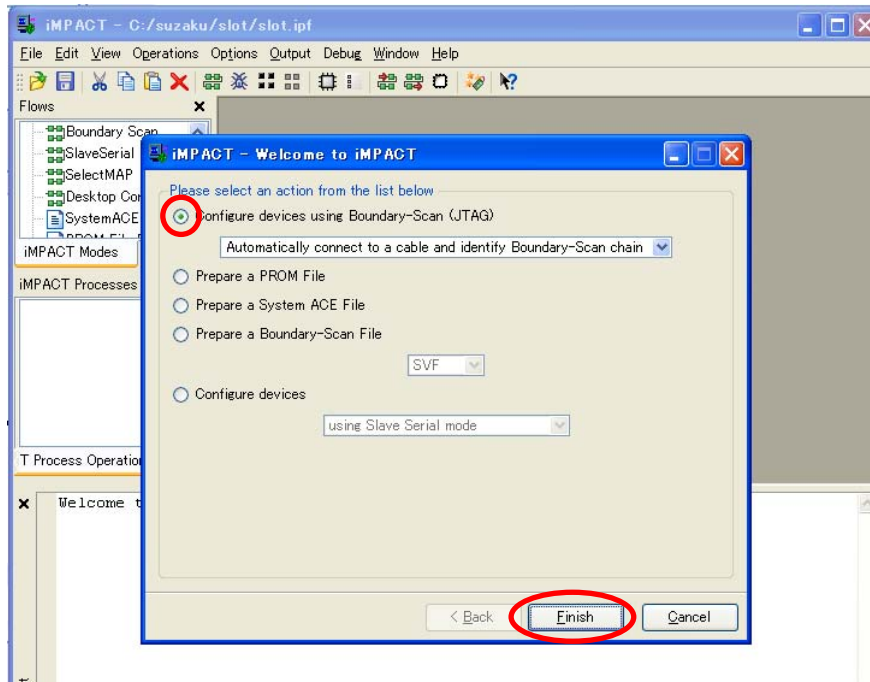 iMPACT - C:/suzaku/slot/slot.ipf
File Edit View Operations Options Output Debug Window Help
Flows
Boundary Scan
SlaveSerial
SelectMAP
Desktop Con
SystemACE
iMPACT Modes
iMPACT Processes
T Process Operation
Welcome t
iMPACT - Welcome to iMPACT
Please select an action from the list below
Configure devices using Boundary-Scan (JTAG)
Automatically connect to a cable and identify Boundary-Scan chain
Prepare a PROM File
Prepare a System ACE File
Prepare a Boundary-Scan File
SVF
Configure devices
using Slave Serial mode
< Back Finish Cancel